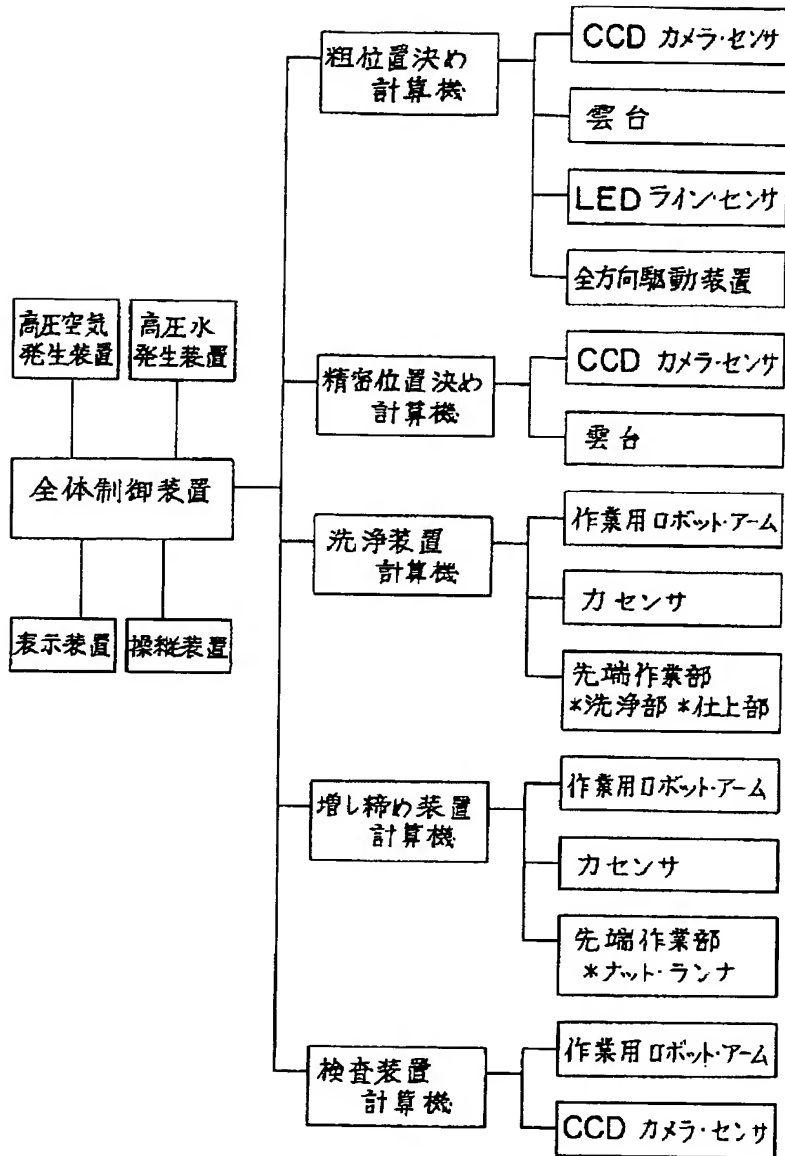 高圧空気
発生装置
高圧水
発生装置
全体制御装置
表示装置
操縦装置
粗位置決め
計算機
CCD カメラ・センサ
雲台
LED ライン・センサ
全方向駆動装置
精密位置決め
計算機
CCD カメラ・センサ
雲台
洗浄装置
計算機
作業用ロボット・アーム
力センサ
先端作業部
*洗浄部 *仕上部
増し締め装置
計算機
作業用ロボット・アーム
力センサ
先端作業部
*ナット・ランナ
検査装置
計算機
作業用ロボット・アーム
CCD カメラ・センサ